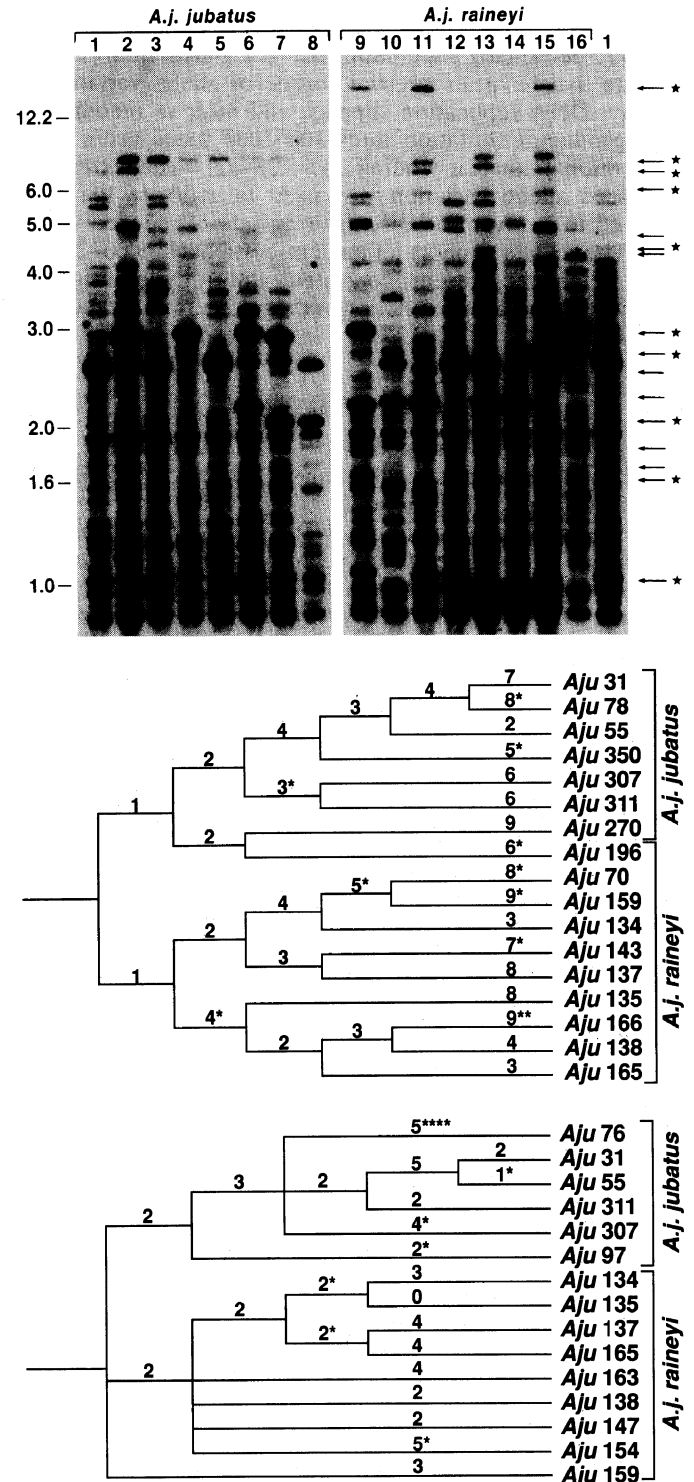 A.j. jubatus A.j. raineyi
1 2 3 4 5 6 7 8 9 10 11 12 13 14 15 16 1
★
12.2
★
★
6.0 ★
5.0
★
4.0
3.0 ★
★
2.0 ★
1.6 ★
1.0 ★
7 Aju 31
4
8* Aju 78
3
2 Aju 55
4
5* Aju 350
2
6 Aju 307
3*
6 Aju 311
1
9 Aju 270
2
6* Aju 196
A.j. jubatus
8* Aju 70
5*
9* Aju 159
4
3 Aju 134
2
7* Aju 143
3
8 Aju 137
1
8 Aju 135
4*
9** Aju 166
3
4 Aju 138
2
3 Aju 165
A.j. raineyi
5**** Aju 76
2 Aju 31
5
1* Aju 55
3 2
2 Aju 311
2
4* Aju 307
2* Aju 97
A.j. jubatus
3 Aju 134
2*
0 Aju 135
2
4 Aju 137
2*
4 Aju 165
2 4 Aju 163
2 Aju 138
2 Aju 147
5* Aju 154
3 Aju 159
A.j. raineyi